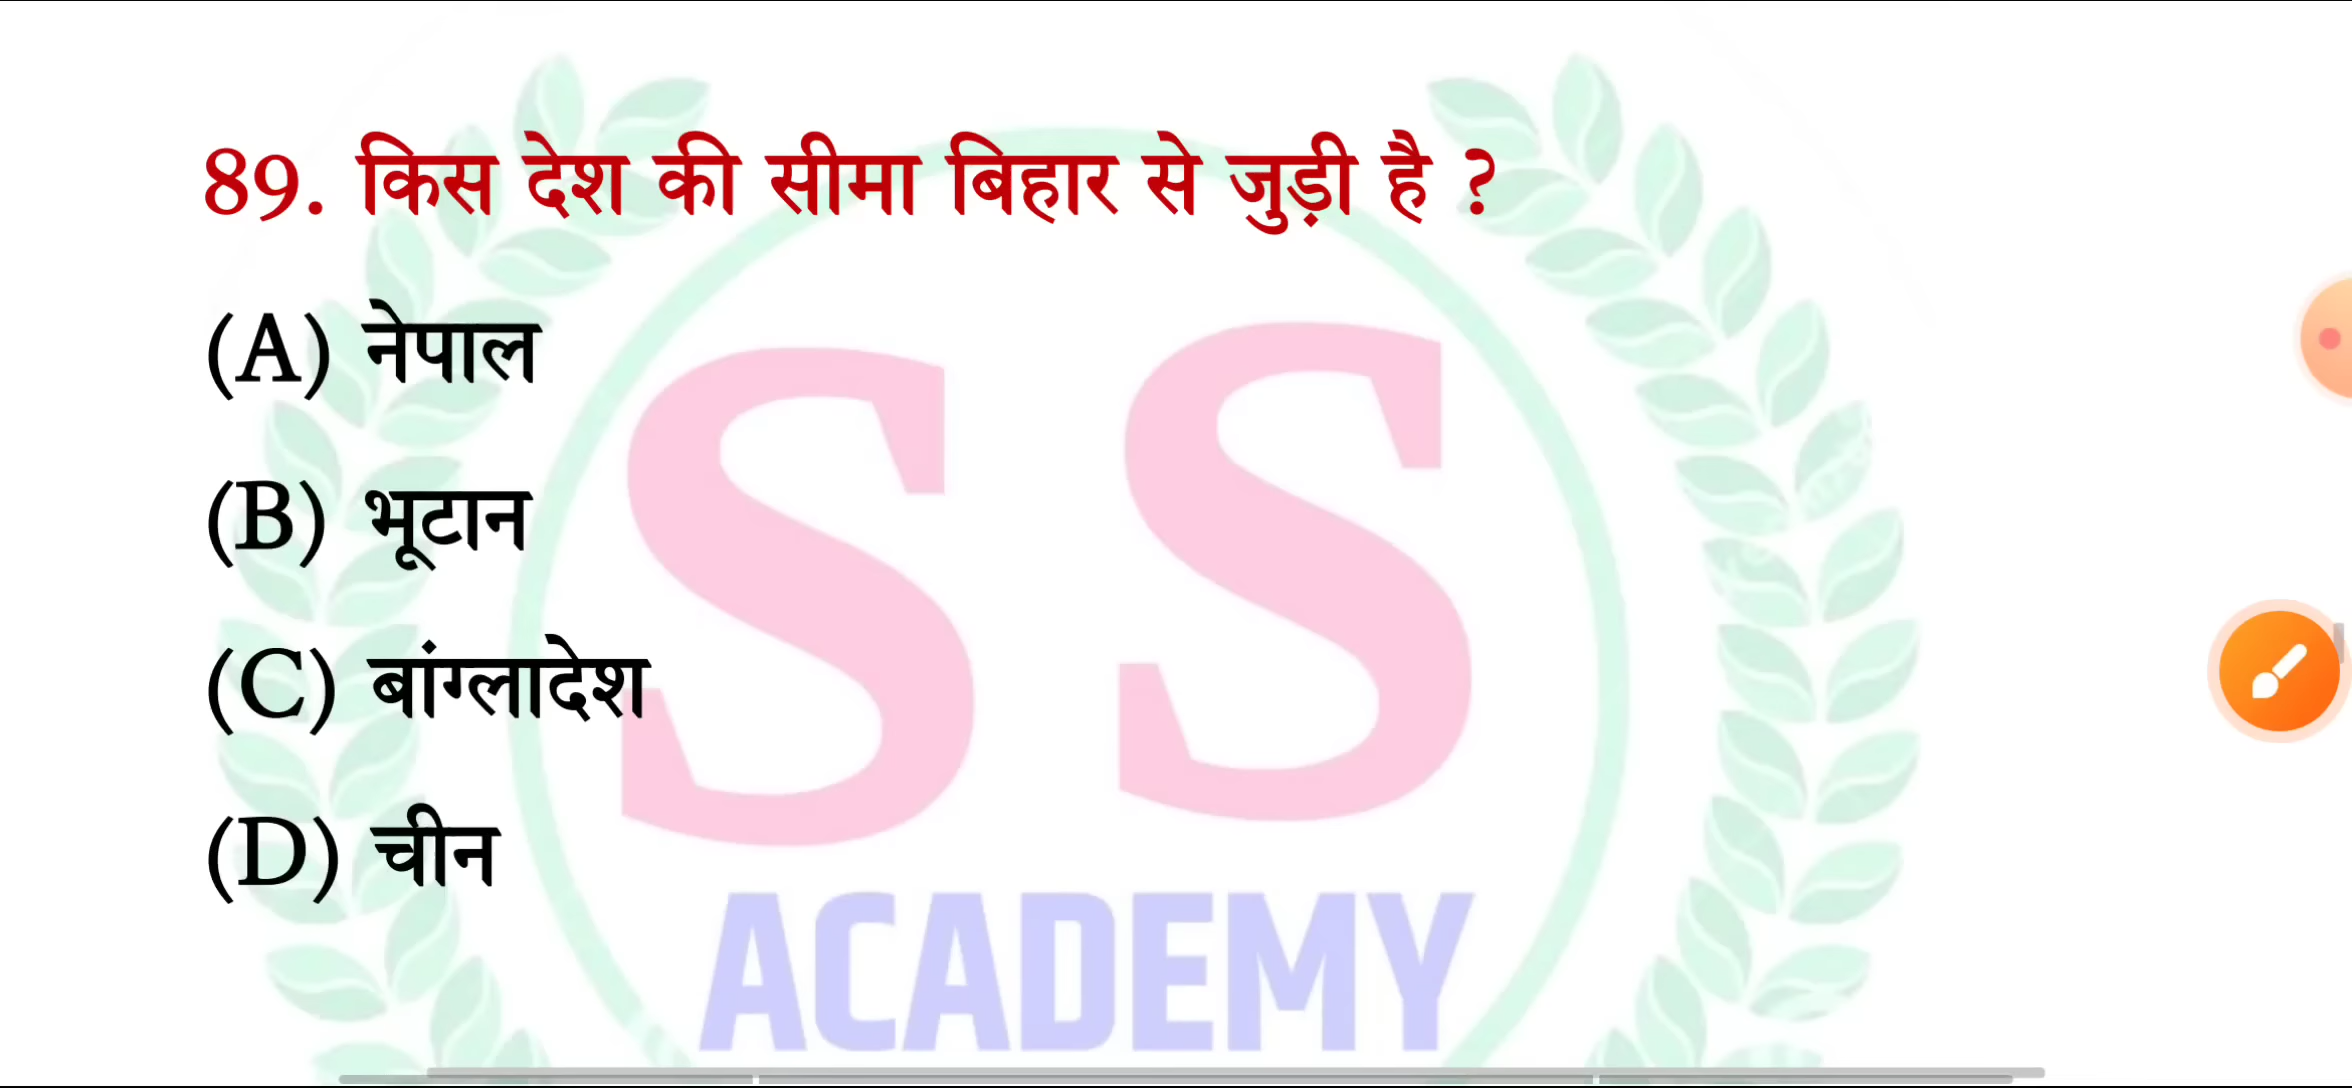 89. किस देश की सीमा बिहार से जुड़ी है ?
(A) नेपाल
(B) भूटान
(C) बांग्लादेश
(D) चीन
S S
ACADEMY